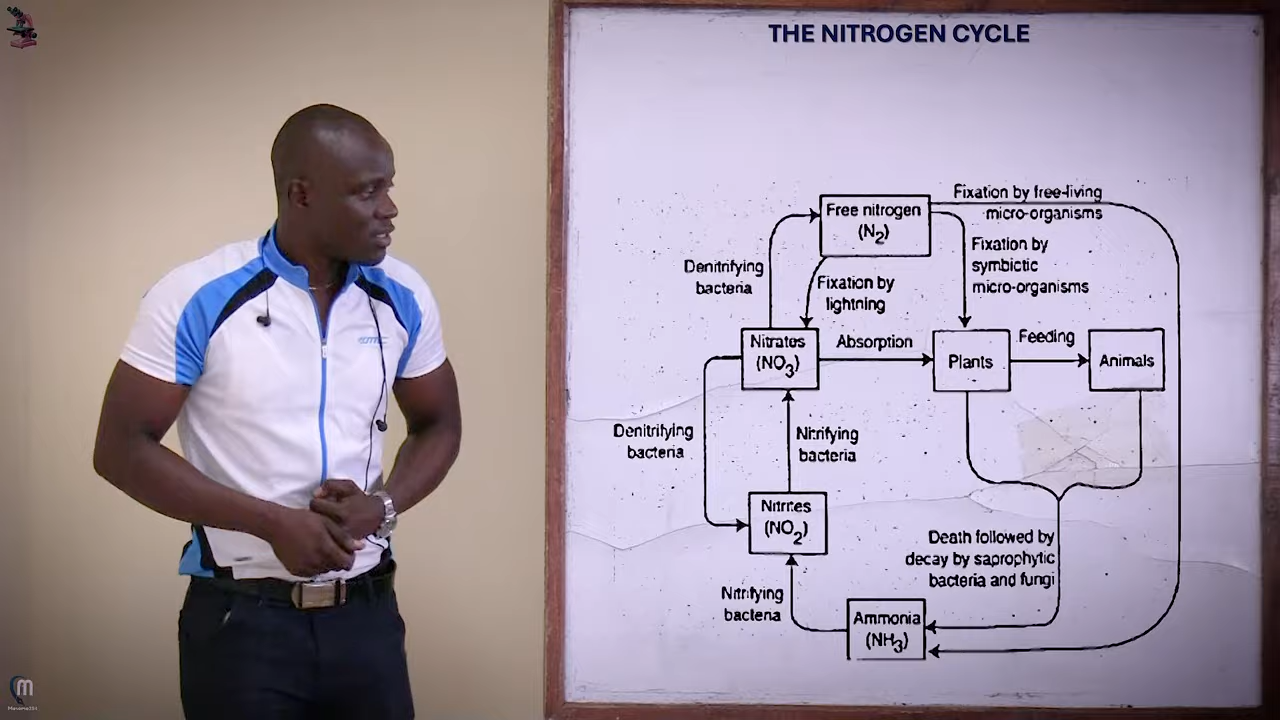 THE NITROGEN CYCLE
Fixation by free-living
micro-organisms
Free nitrogen
(N2)
Fixation by
symbictic
micro-organisms
Denitrifying
bacteria
Fixation by
lightning
Nitrates
(NO3)
Absorption
Plants
Feeding
Animals
Denitrifying
bacteria
Nitrifying
bacteria
Nitrites
(NO2)
Death followed by
decay by saprophytic
bacteria and fungi
Nitrifying
bacteria
Ammonia
(NH3)